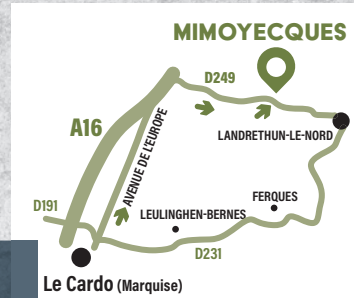 MIMOYECQUES
D249
A16
AVENUE DE L'EUROPE
LANDRETHUN-LE-NORD
D191
FERQUES
LEULINGHEN-BERNES
D231
Le Cardo (Marquise)